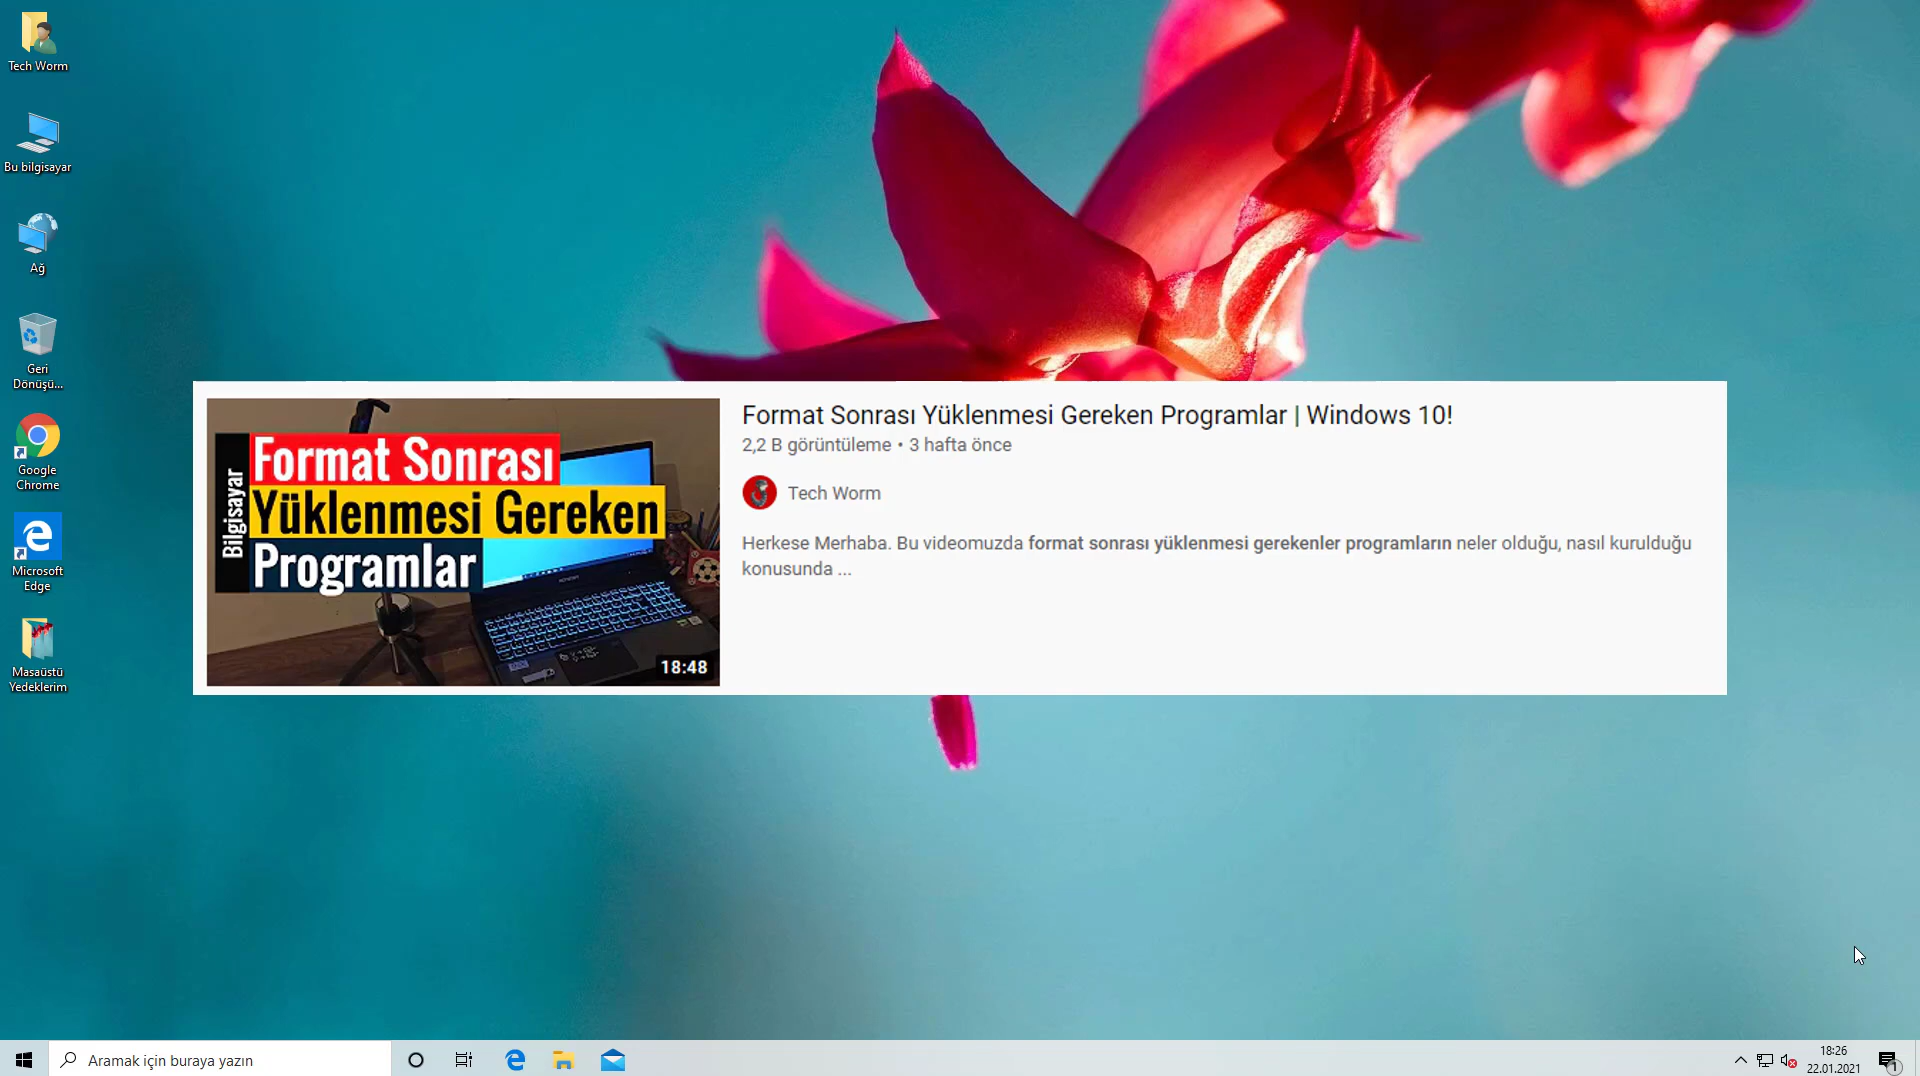 Tech Worm
Bu bilgisayar
Ağ
Geri
Dönüşü...
Google
Chrome
Microsoft
Edge
Masaüstü
Yedeklerim
Bilgisayar
Format Sonrası
Yüklenmesi Gereken
Programlar
18:48
Format Sonrası Yüklenmesi Gereken Programlar | Windows 10!
2,2 B görüntüleme • 3 hafta önce
Tech Worm
Herkese Merhaba. Bu videomuzda format sonrası yüklenmesi gerekenler programların neler olduğu, nasıl kurulduğu
konusunda ...
Aramak için buraya yazın
18:26
22.01.2021
1